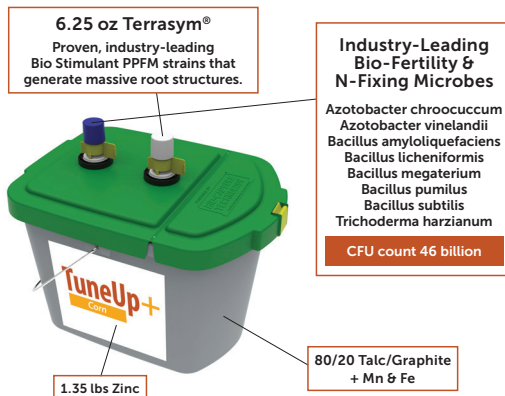 6.25 oz Terrasym®
Proven, industry-leading
Bio Stimulant PPFM strains that
generate massive root structures.
Industry-Leading
Bio-Fertility &
N-Fixing Microbes
Azotobacter chroocuccum
Azotobacter vinelandii
Bacillus amyloliquefaciens
Bacillus licheniformis
Bacillus megaterium
Bacillus pumilus
Bacillus subtilis
Trichoderma harzianum
CFU count 46 billion
TuneUp+
Corn
1.35 lbs Zinc
80/20 Talc/Graphite
+ Mn & Fe